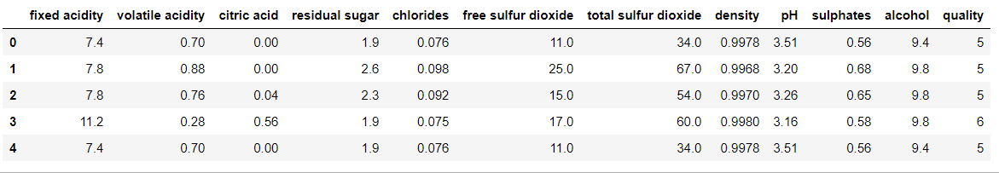 fixed acidity volatile acidity citric acid residual sugar chlorides free sulfur dioxide total sulfur dioxide density pH sulphates alcohol quality
0 7.4 0.70 0.00 1.9 0.076 11.0 34.0 0.9978 3.51 0.56 9.4 5
1 7.8 0.88 0.00 2.6 0.098 25.0 67.0 0.9968 3.20 0.68 9.8 5
2 7.8 0.76 0.04 2.3 0.092 15.0 54.0 0.9970 3.26 0.65 9.8 5
3 11.2 0.28 0.56 1.9 0.075 17.0 60.0 0.9980 3.16 0.58 9.8 6
4 7.4 0.70 0.00 1.9 0.076 11.0 34.0 0.9978 3.51 0.56 9.4 5